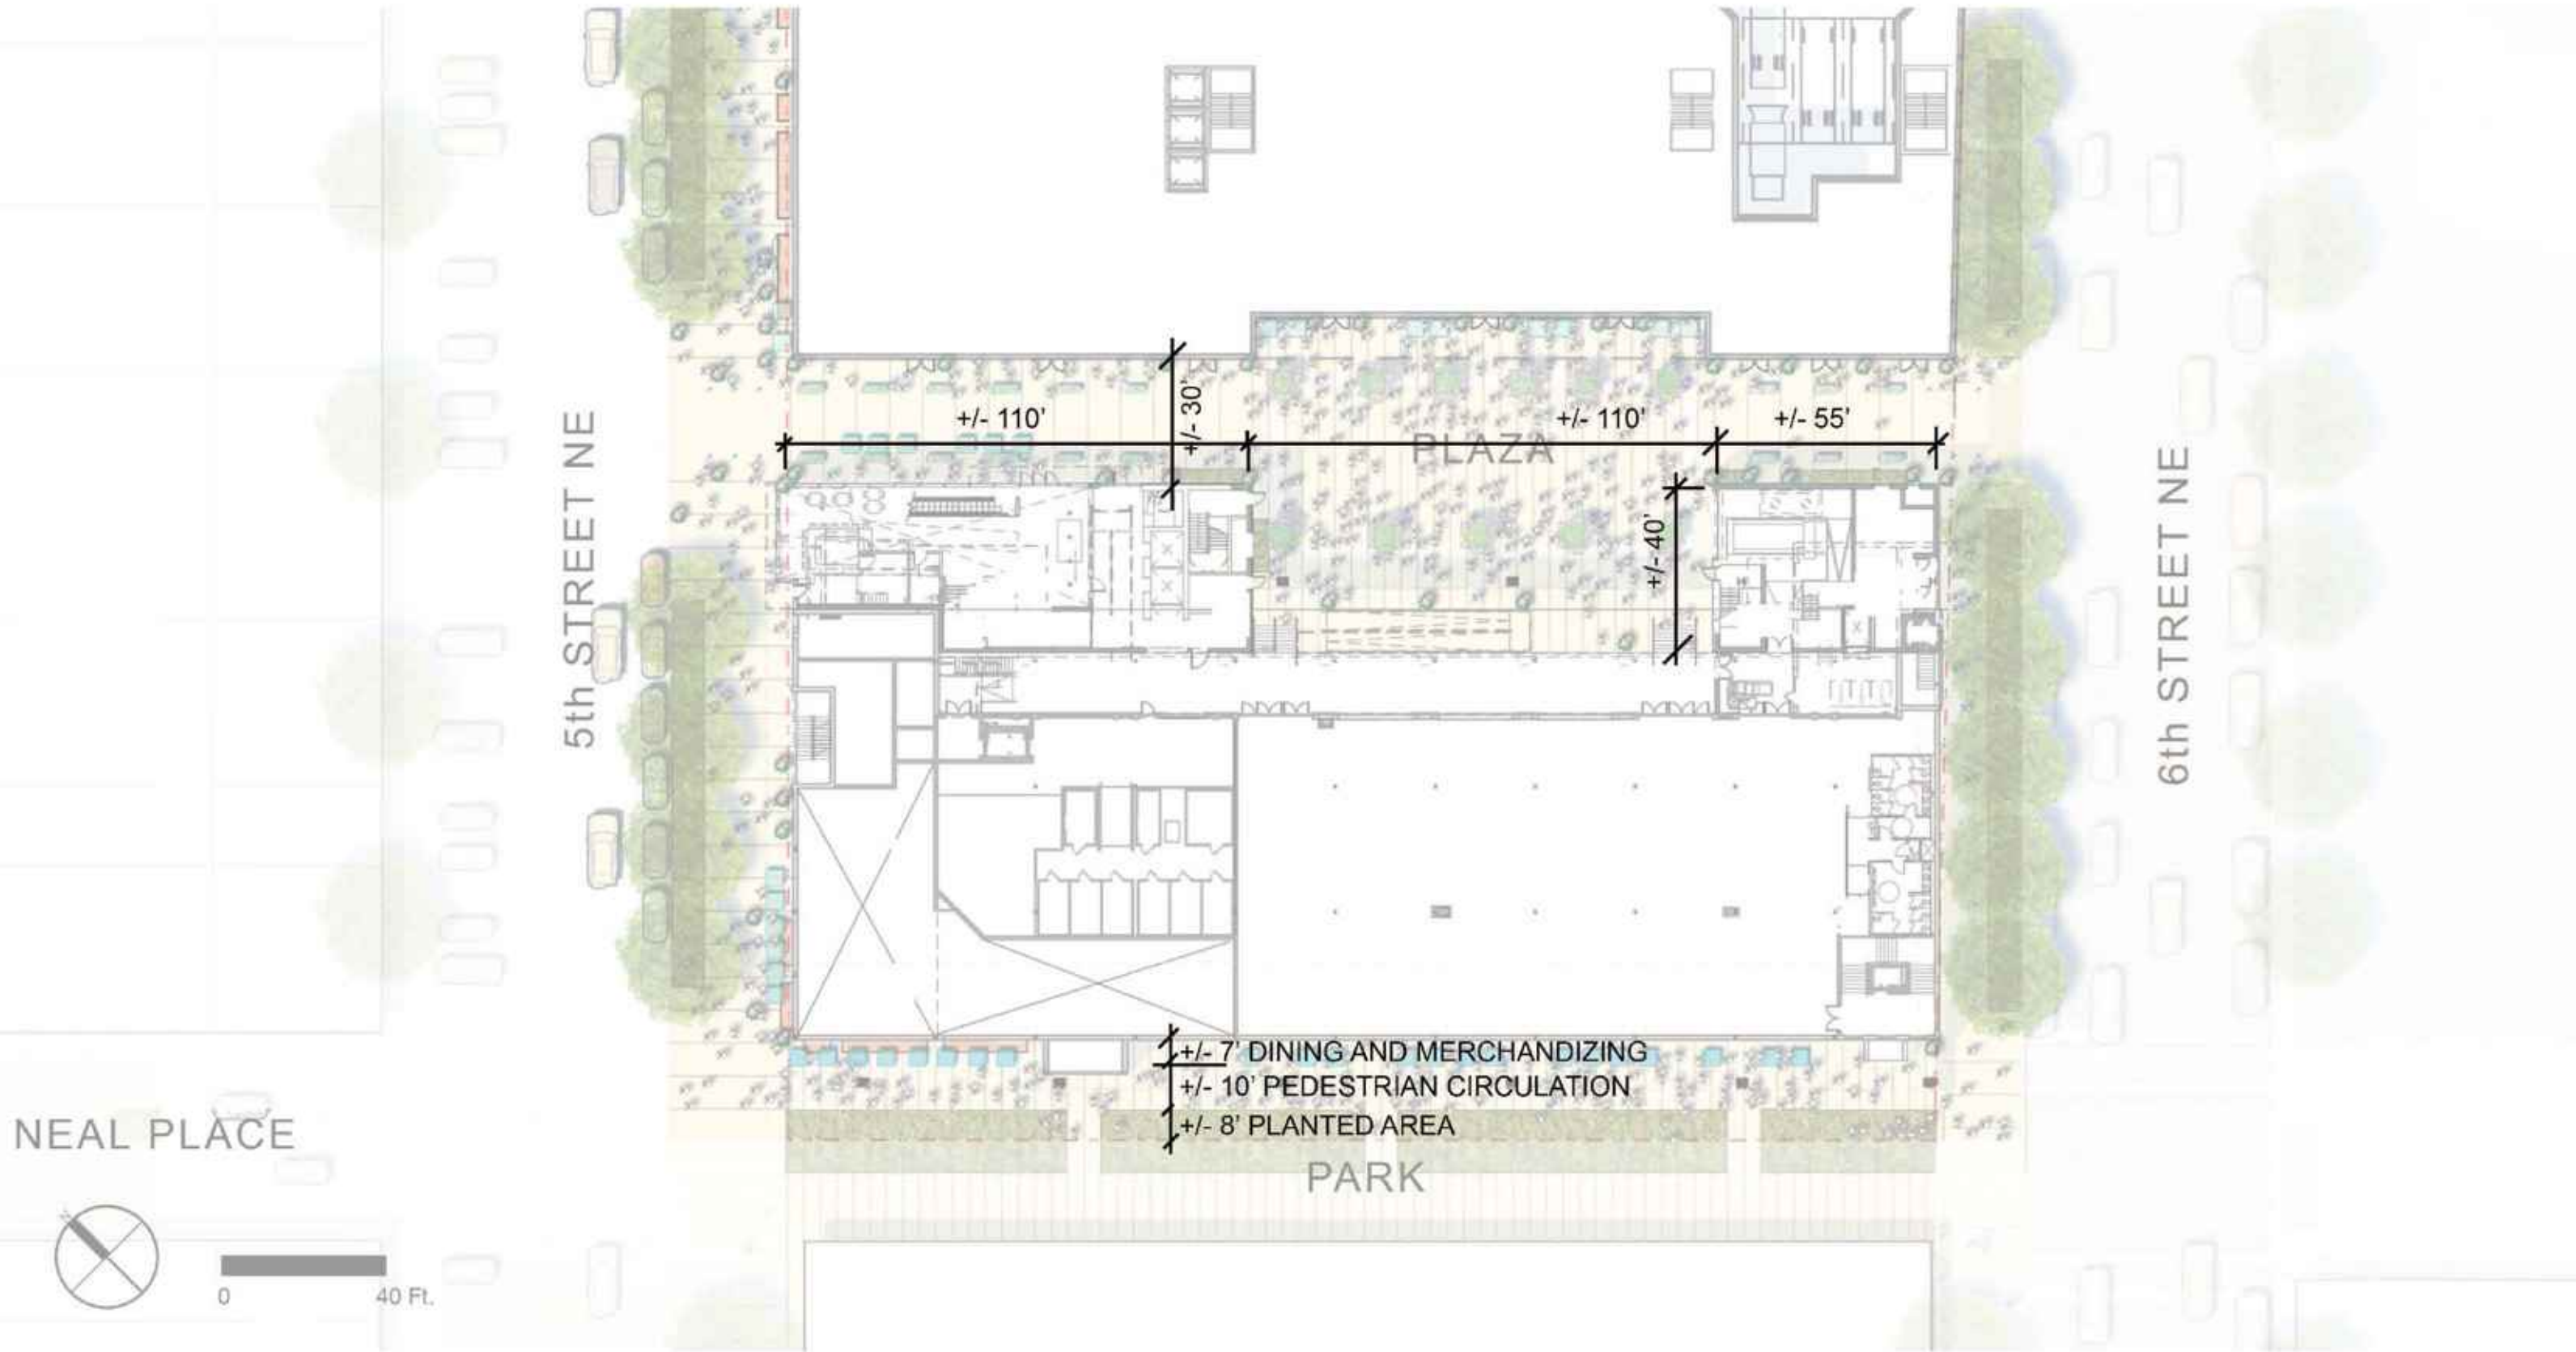 +/- 30'
+/- 110'
+/- 110'
+/- 55'
PLAZA
+/- 40'
5th STREET NE
6th STREET NE
+/- 7' DINING AND MERCHANDIZING
+/- 10' PEDESTRIAN CIRCULATION
+/- 8' PLANTED AREA
NEAL PLACE
PARK
0
40 Ft.